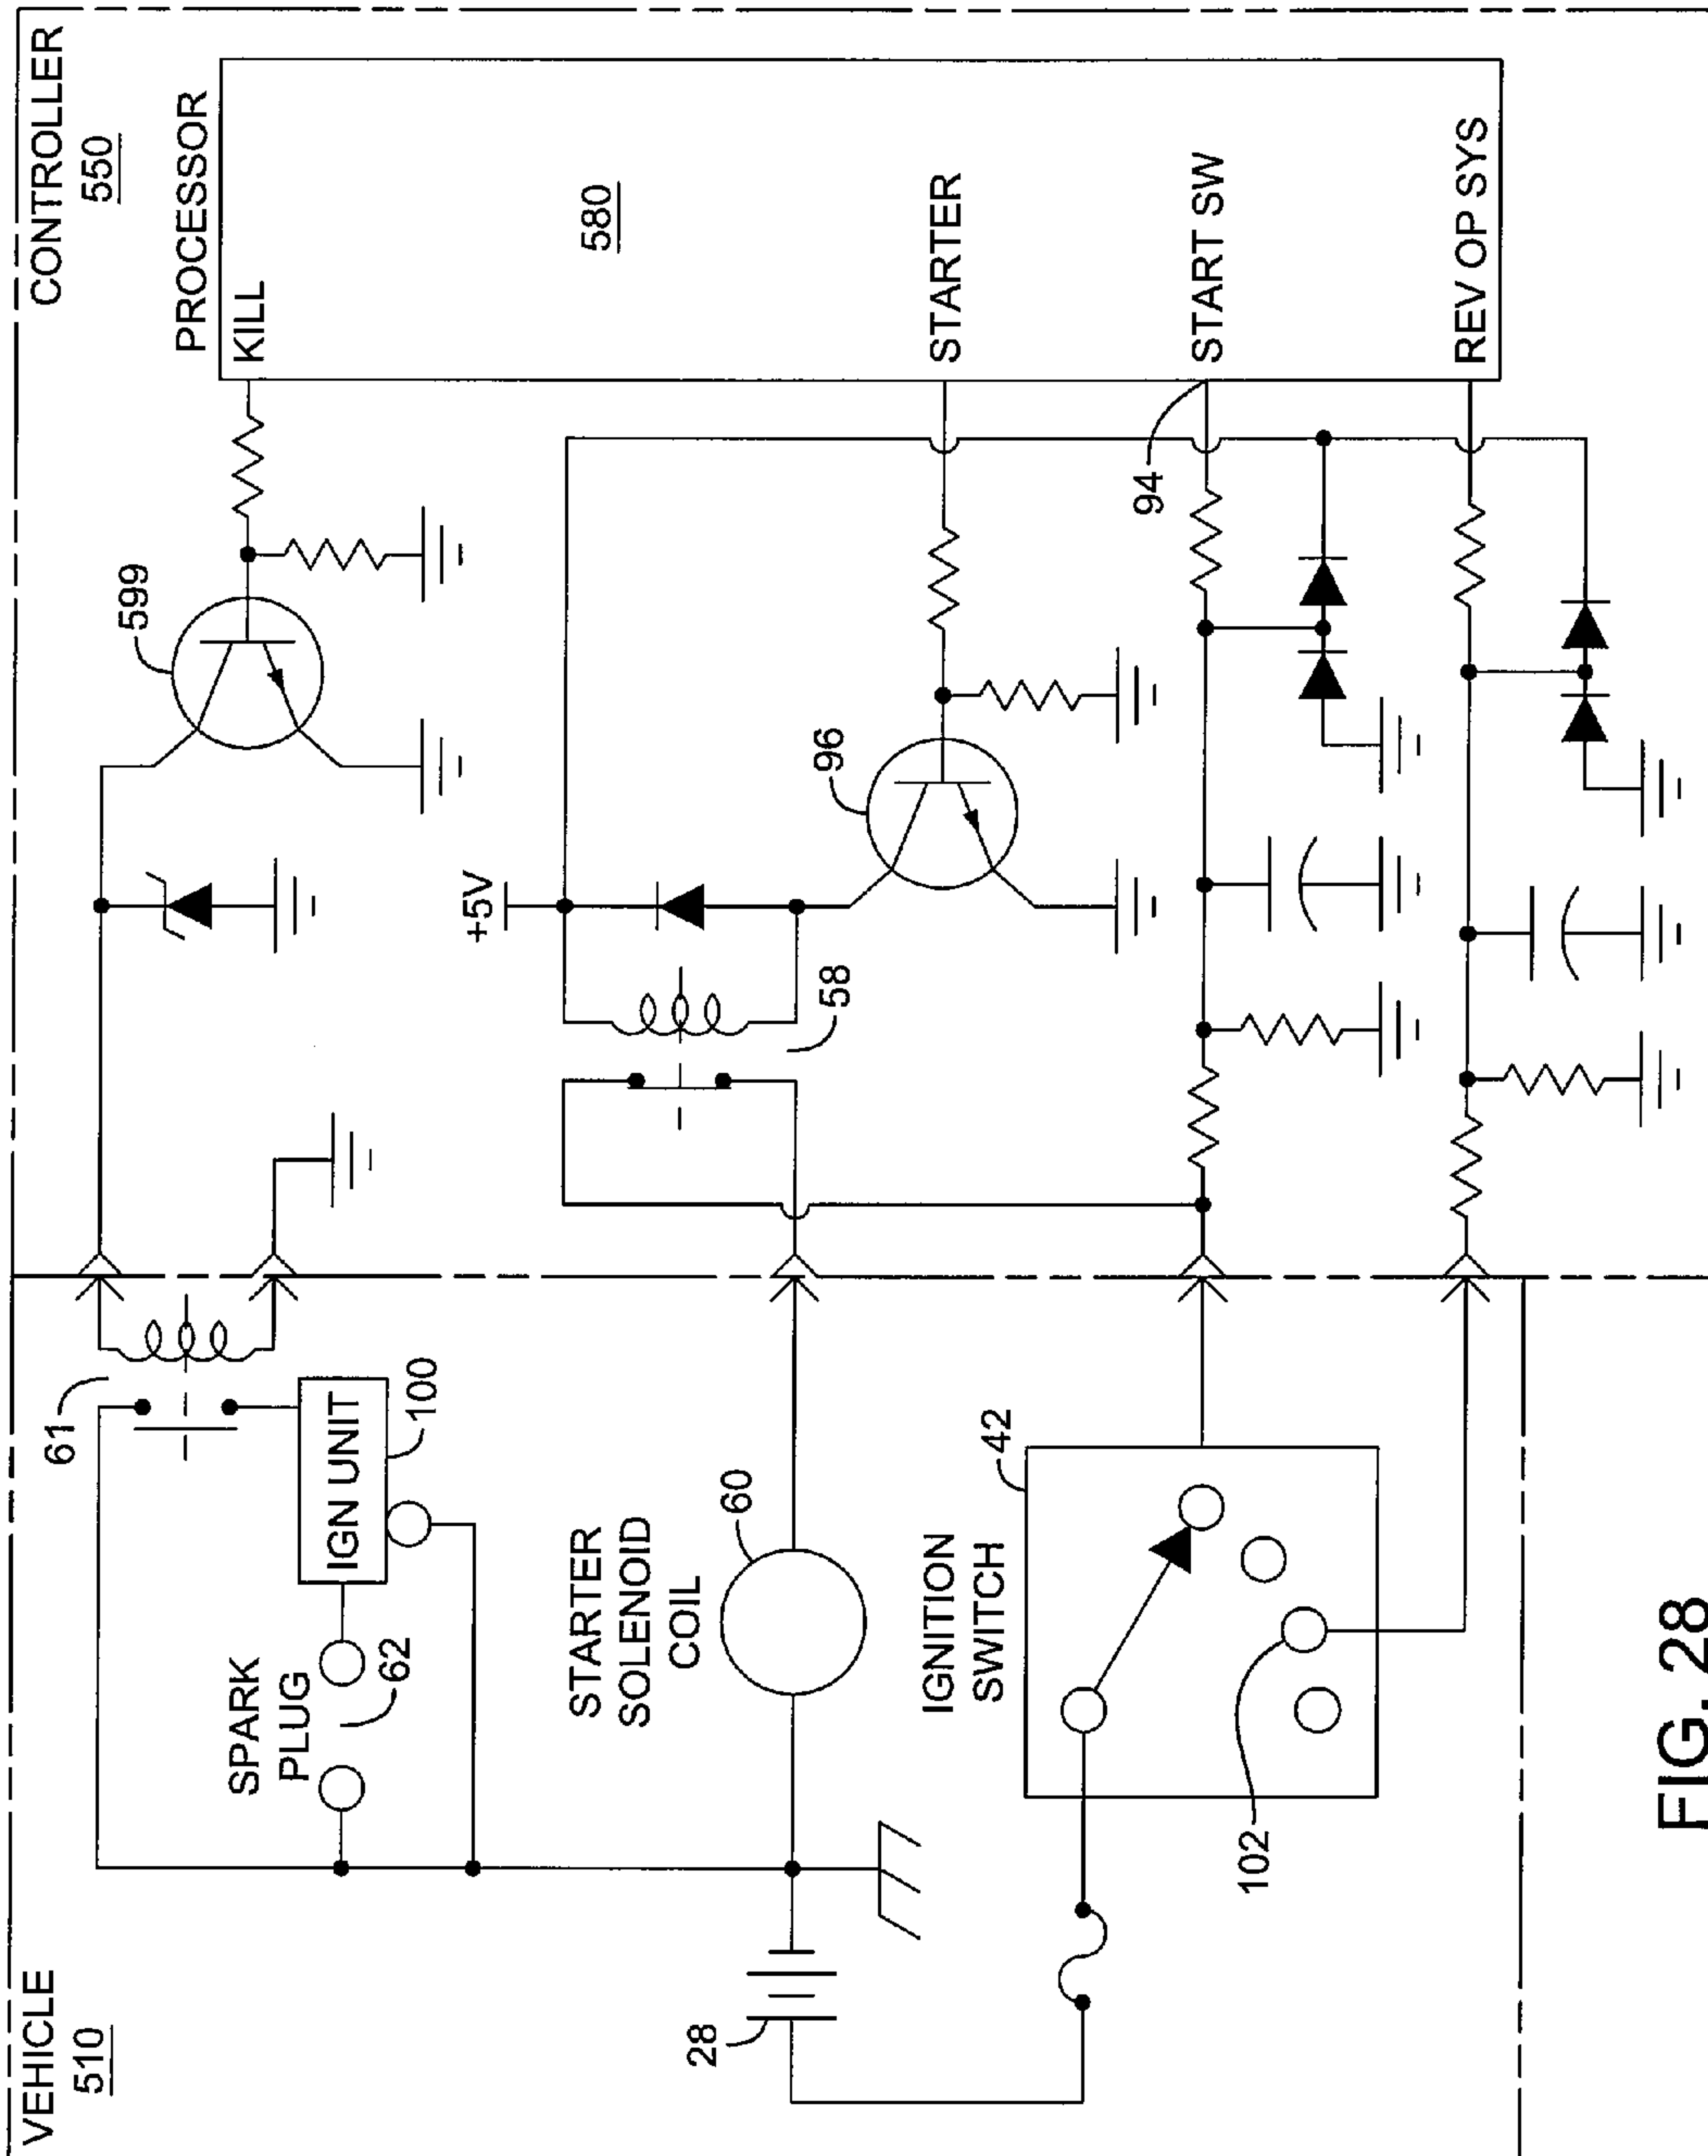 VEHICLE
510
CONTROLLER
550
PROCESSOR
580
KILL
STARTER
START SW
REV OP SYS
599
61
IGN UNIT
100
SPARK
PLUG
62
+5V
96
58
94
STARTER
SOLENOID
COIL
60
28
IGNITION
SWITCH
42
102
FIG. 28